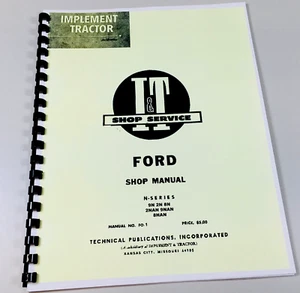 IMPLEMENT
TRACTOR
I&T
SHOP SERVICE
FORD
SHOP MANUAL
N-SERIES
9N 2N 8N
2NAN 9NAN
8NAN
MANUAL NO. FO-1 PRICE. $5.00
TECHNICAL PUBLICATIONS, INCORPORATED
(A subsidiary of IMPLEMENT & TRACTOR)
KANSAS CITY, MISSOURI 64105